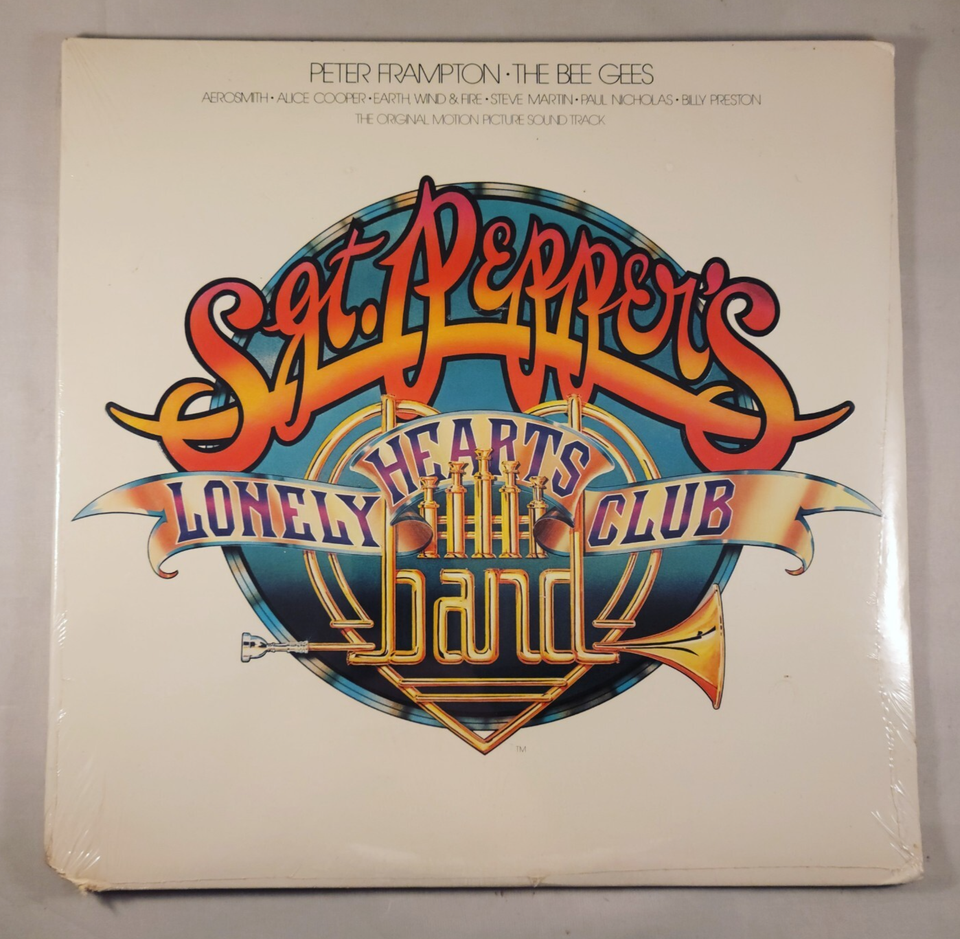 PETER FRAMPTON • THE BEE GEES
AEROSMITH • ALICE COOPER • EARTH, WIND & FIRE • STEVE MARTIN • PAUL NICHOLAS • BILLY PRESTON
THE ORIGINAL MOTION PICTURE SOUND TRACK
Sgt. Pepper's
LONELY HEARTS CLUB
band
TM